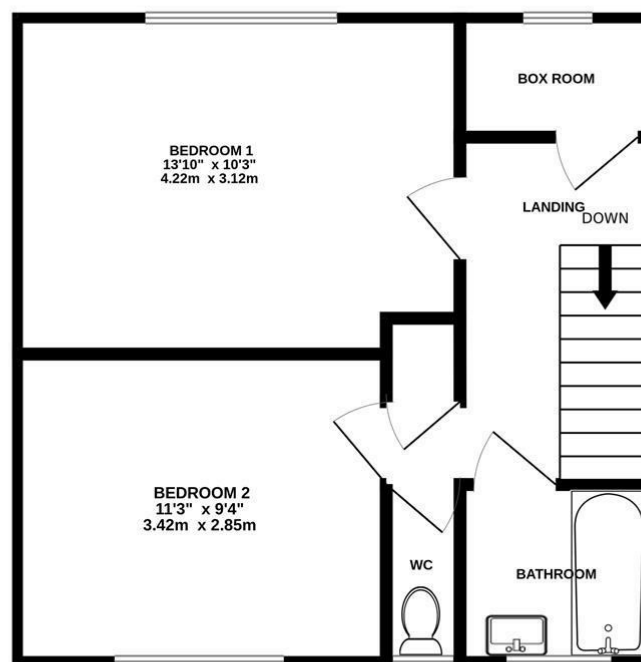 BOX ROOM
BEDROOM 1
13'10" x 10'3"
4.22m x 3.12m
LANDING
DOWN
BEDROOM 2
11'3" x 9'4"
3.42m x 2.85m
WC
BATHROOM